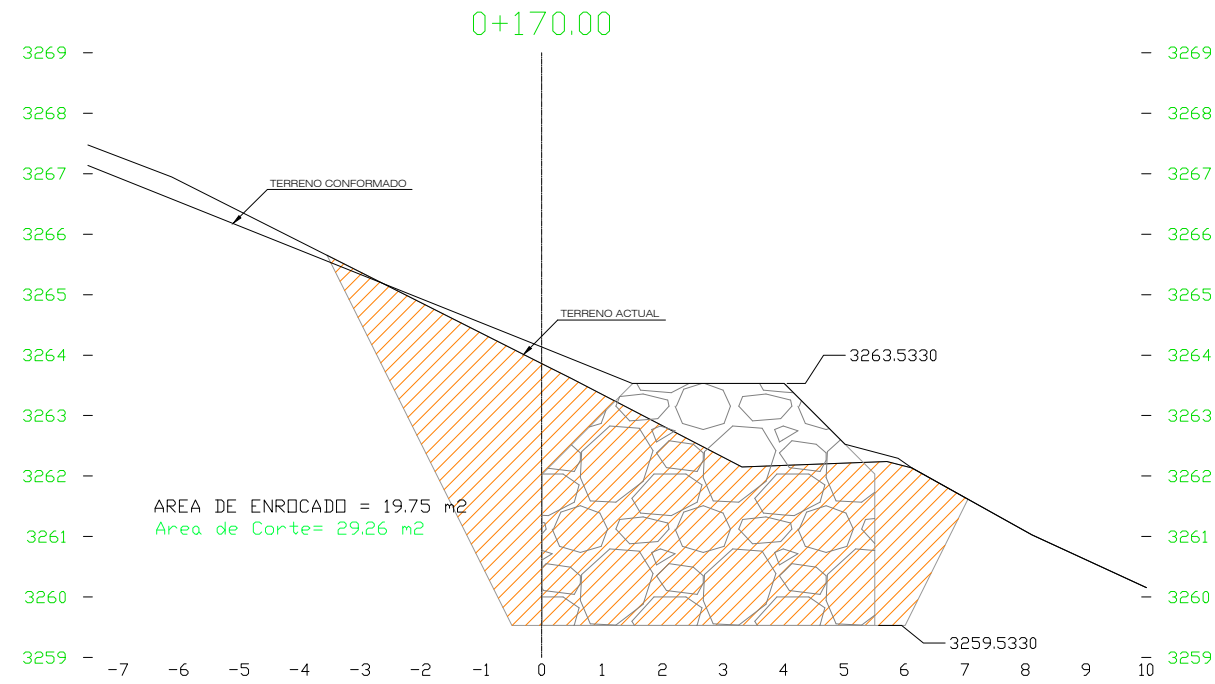 0+170.00
3269 3269
3268 3268
3267 3267
TERRENO CONFORMADO
3266 3266
3265 3265
TERRENO ACTUAL
3264 3263.5330 3264
3263 3263
3262 3262
AREA DE ENROCADO = 19.75 m2
Area de Corte= 29.26 m2
3261 3261
3260 3260
3259.5330
3259 3259
-7 -6 -5 -4 -3 -2 -1 0 1 2 3 4 5 6 7 8 9 10